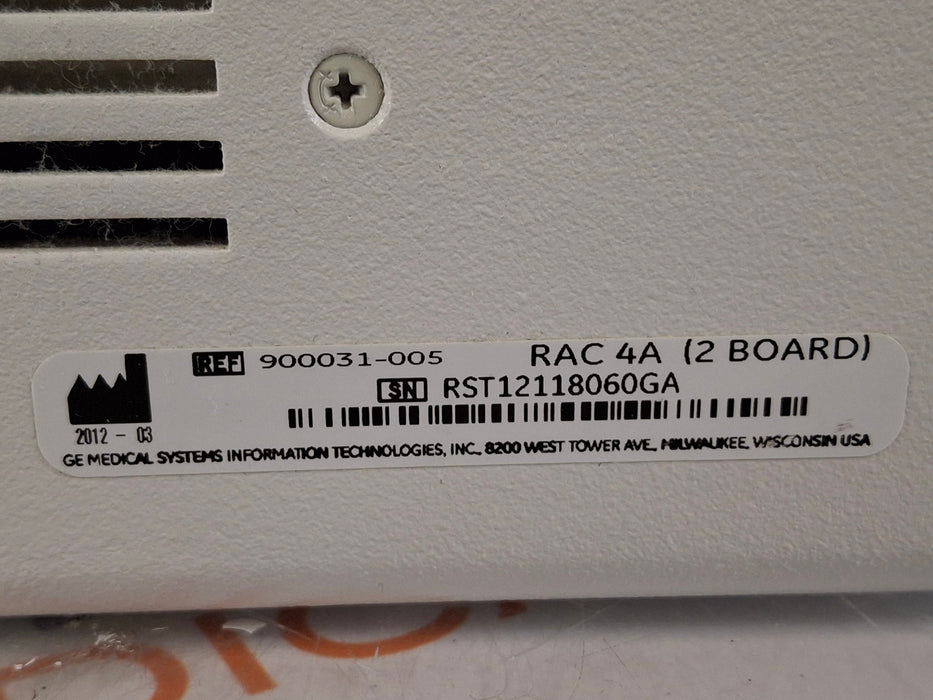 REF 900031-005 RAC 4A (2 BOARD)
SN RST12118060GA
2012 - 03
GE MEDICAL SYSTEMS INFORMATION TECHNOLOGIES, INC. 8200 WEST TOWER AVE, MILWAUKEE, WISCONSIN USA